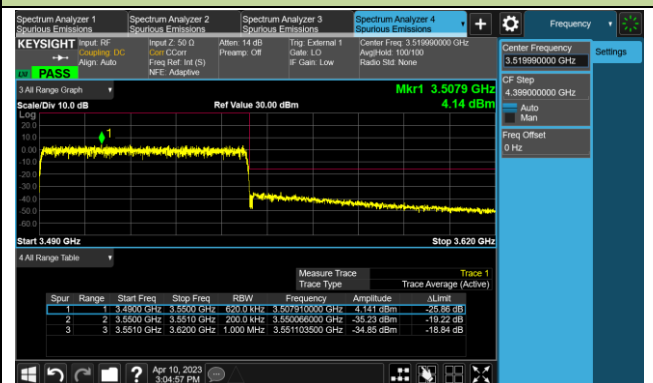 Spectrum Analyzer 1
Spurious Emissions
Spectrum Analyzer 2
Spurious Emissions
Spectrum Analyzer 3
Spurious Emissions
Spectrum Analyzer 4
Spurious Emissions
Frequency
KEYSIGHT
Input: RF
Coupling: DC
Align: Auto
Input Z: 50 Ω
Corr CCorr
Freq Ref: Int (S)
NFE: Adaptive
Atten: 14 dB
Preamp: Off
Trig: External 1
Gate: LO
IF Gain: Low
Center Freq: 3.519990000 GHz
Avg|Hold: 100/100
Radio Std: None
PASS
Center Frequency
3.519990000 GHz
Settings
CF Step
4.399000000 GHz
Auto
Man
Freq Offset
0 Hz
3 All Range Graph
Mkr1 3.5079 GHz
Scale/Div 10.0 dB
Ref Value 30.00 dBm
4.14 dBm
Log
20.0
10.0
0.00
-10.0
-20.0
-30.0
-40.0
-50.0
-60.0
1
Start 3.490 GHz
Stop 3.620 GHz
4 All Range Table
Measure Trace Trace 1
Trace Type Trace Average (Active)
Spur Range Start Freq Stop Freq RBW Frequency Amplitude ΔLimit
1 1 3.4900 GHz 3.5500 GHz 620.0 kHz 3.507910000 GHz 4.141 dBm -25.86 dB
2 2 3.5500 GHz 3.5510 GHz 200.0 kHz 3.550066000 GHz -35.23 dBm -19.22 dB
3 3 3.5510 GHz 3.6200 GHz 1.000 MHz 3.551103500 GHz -34.85 dBm -18.84 dB
Apr 10, 2023
3:04:57 PM